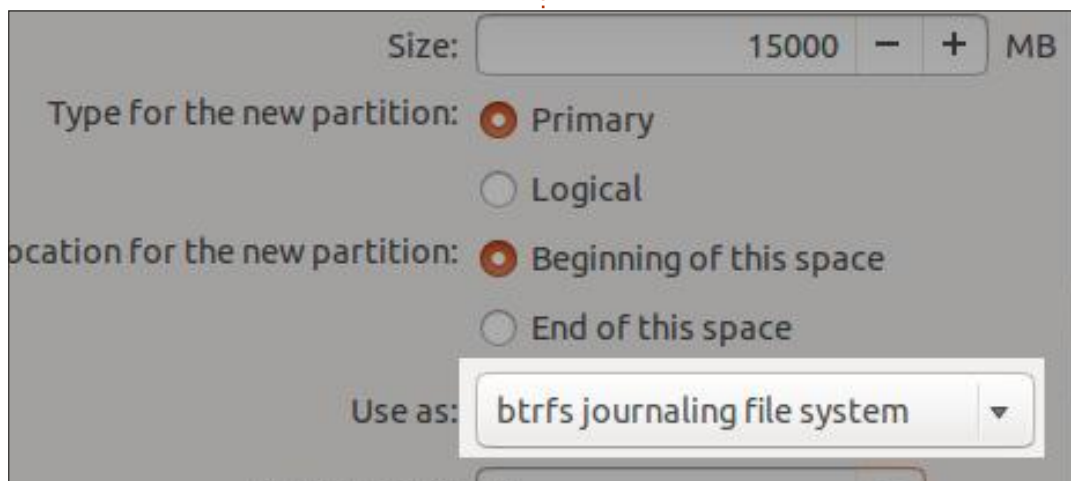 Size: 15000 − + MB
Type for the new partition: Primary
Logical
ocation for the new partition: Beginning of this space
End of this space
Use as: btrfs journaling file system